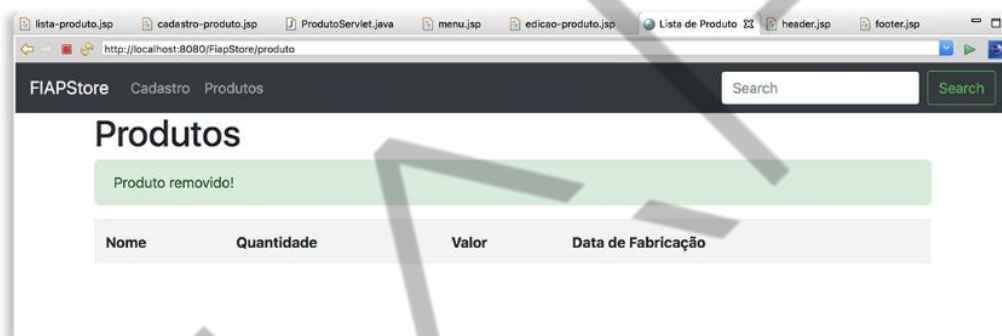 lista-produto.jsp cadastro-produto.jsp ProdutoServlet.java menu.jsp edicao-produto.jsp Lista de Produto header.jsp footer.jsp
http://localhost:8080/FiapStore/produto
FIAPStore Cadastro Produtos Search Search
Produtos
Produto removido!
Nome Quantidade Valor Data de Fabricação